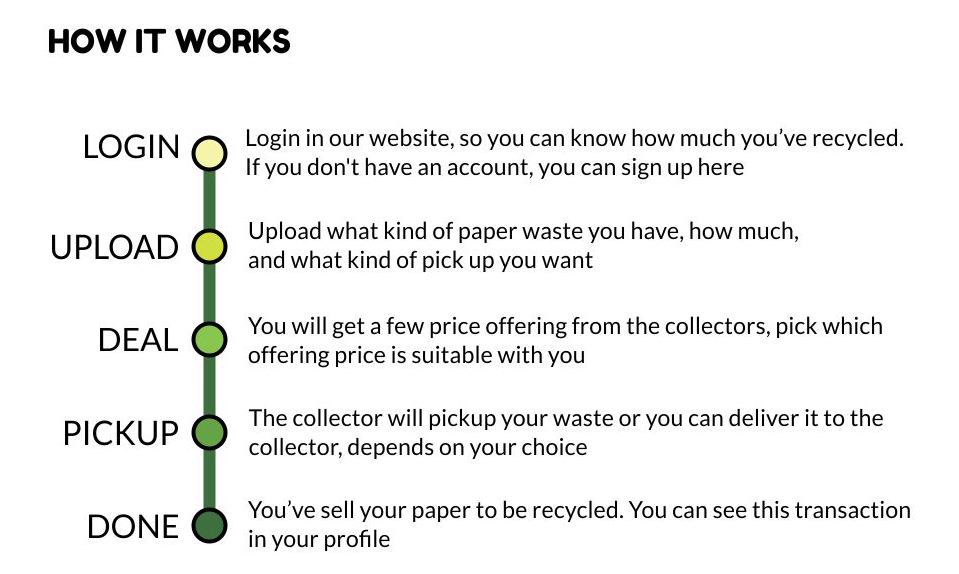 HOW IT WORKS
LOGIN
Login in our website, so you can know how much you’ve recycled.
If you don't have an account, you can sign up here
UPLOAD
Upload what kind of paper waste you have, how much,
and what kind of pick up you want
DEAL
You will get a few price offering from the collectors, pick which
offering price is suitable with you
PICKUP
The collector will pickup your waste or you can deliver it to the
collector, depends on your choice
DONE
You’ve sell your paper to be recycled. You can see this transaction
in your profile